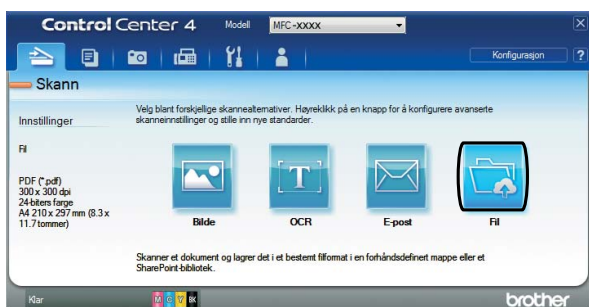 Control Center 4 Modell MFC-XXXX
Konfigurasjon ?
Skann
Velg blant forskjellige skannealternativer. Høyreklikk på en knapp for å konfigurere avanserte
skanneinnstillinger og stille inn nye standarder.
Innstillinger
Fil
PDF (*.pdf)
300 x 300 dpi
24-biters farge
A4 210 x 297 mm (8.3 x
11.7 tommer)
T
Bilde OCR E-post Fil
Skanner et dokument og lagrer det i et bestemt filformat i en forhåndsdefinert mappe eller et
SharePoint-bibliotek.
Klar M C Y BK brother